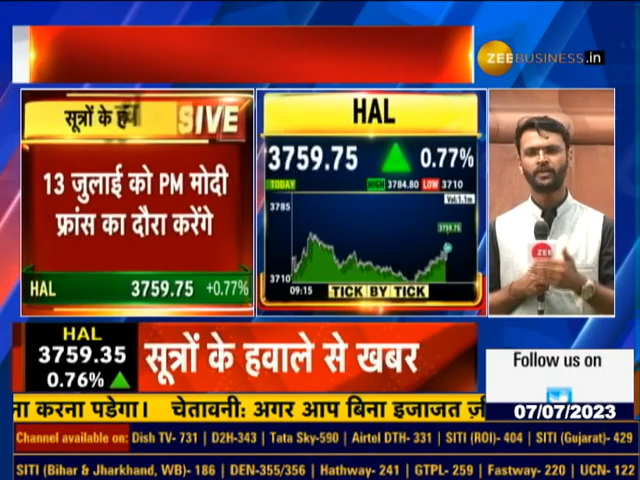 ZEEBUSINESS.in
सूत्रों के ह
SIVE
13 जुलाई को PM मोदी
फ्रांस का दौरा करेंगे
HAL 3759.75 +0.77%
HAL
3759.75 0.77%
TODAY HIGH 3784.80 LOW 3710
Vol:1.1m
3785
3759.75
3710
09:15 TICK BY TICK
ZEE
HAL
3759.35
0.76%
सूत्रों के हवाले से खबर
Follow us on
ना करना पड़ेगा। चेतावनी: अगर आप बिना इजाजत ज़ी
07/07/2023
Channel available on: Dish TV- 731 | D2H-343 | Tata Sky-590 | Airtel DTH- 331 | SITI (ROI)- 404 | SITI (Gujarat)- 429
SITI (Bihar & Jharkhand, WB)- 186 | DEN-355/356 | Hathway- 241 | GTPL- 259 | Fastway- 220 | UCN- 122